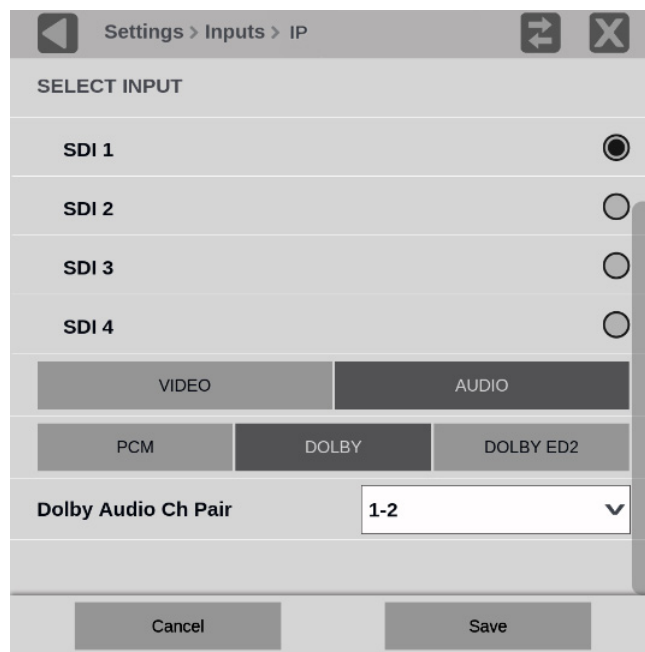 Settings > Inputs > IP
SELECT INPUT
SDI 1
SDI 2
SDI 3
SDI 4
VIDEO AUDIO
PCM DOLBY DOLBY ED2
Dolby Audio Ch Pair 1-2
Cancel Save